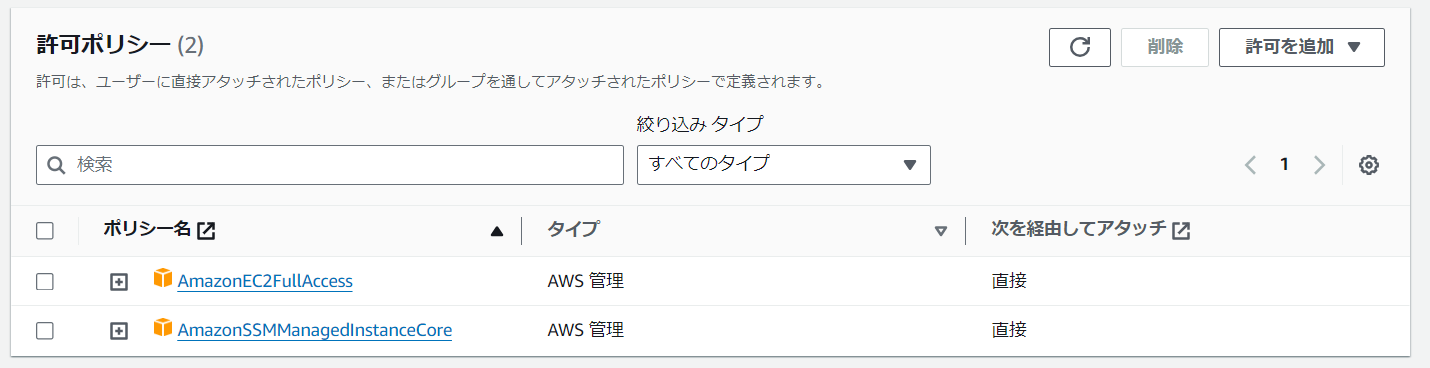 許可ポリシー (2)
削除
許可を追加
許可は、ユーザーに直接アタッチされたポリシー、またはグループを通してアタッチされたポリシーで定義されます。
絞り込み タイプ
検索
すべてのタイプ
1
ポリシー名
タイプ
次を経由してアタッチ
AmazonEC2FullAccess
AWS 管理
直接
AmazonSSMManagedInstanceCore
AWS 管理
直接